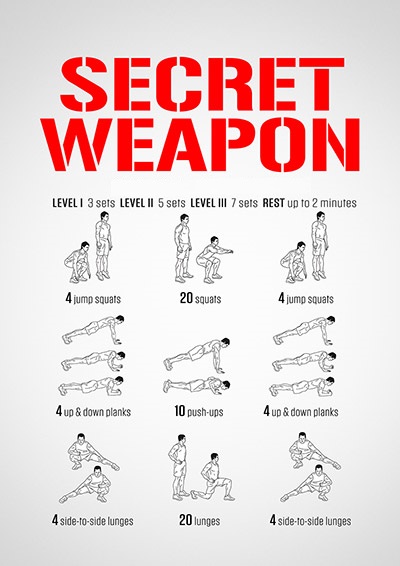 SECRET
WEAPON
LEVEL I 3 sets LEVEL II 5 sets LEVEL III 7 sets REST up to 2 minutes
4 jump squats
20 squats
4 jump squats
4 up & down planks
10 push-ups
4 up & down planks
4 side-to-side lunges
20 lunges
4 side-to-side lunges